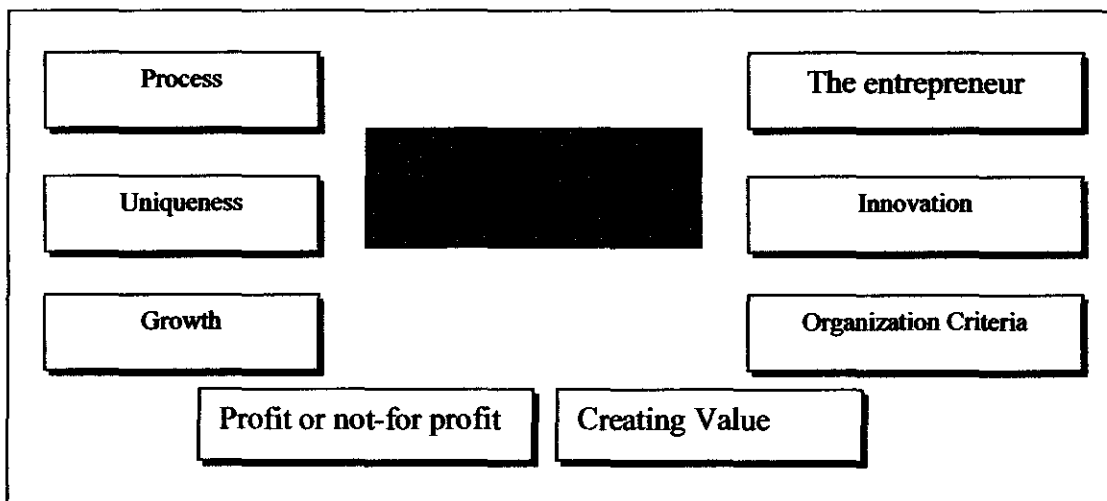 Process
The entrepreneur
Uniqueness
Innovation
Growth
Organization Criteria
Profit or not-for profit
Creating Value